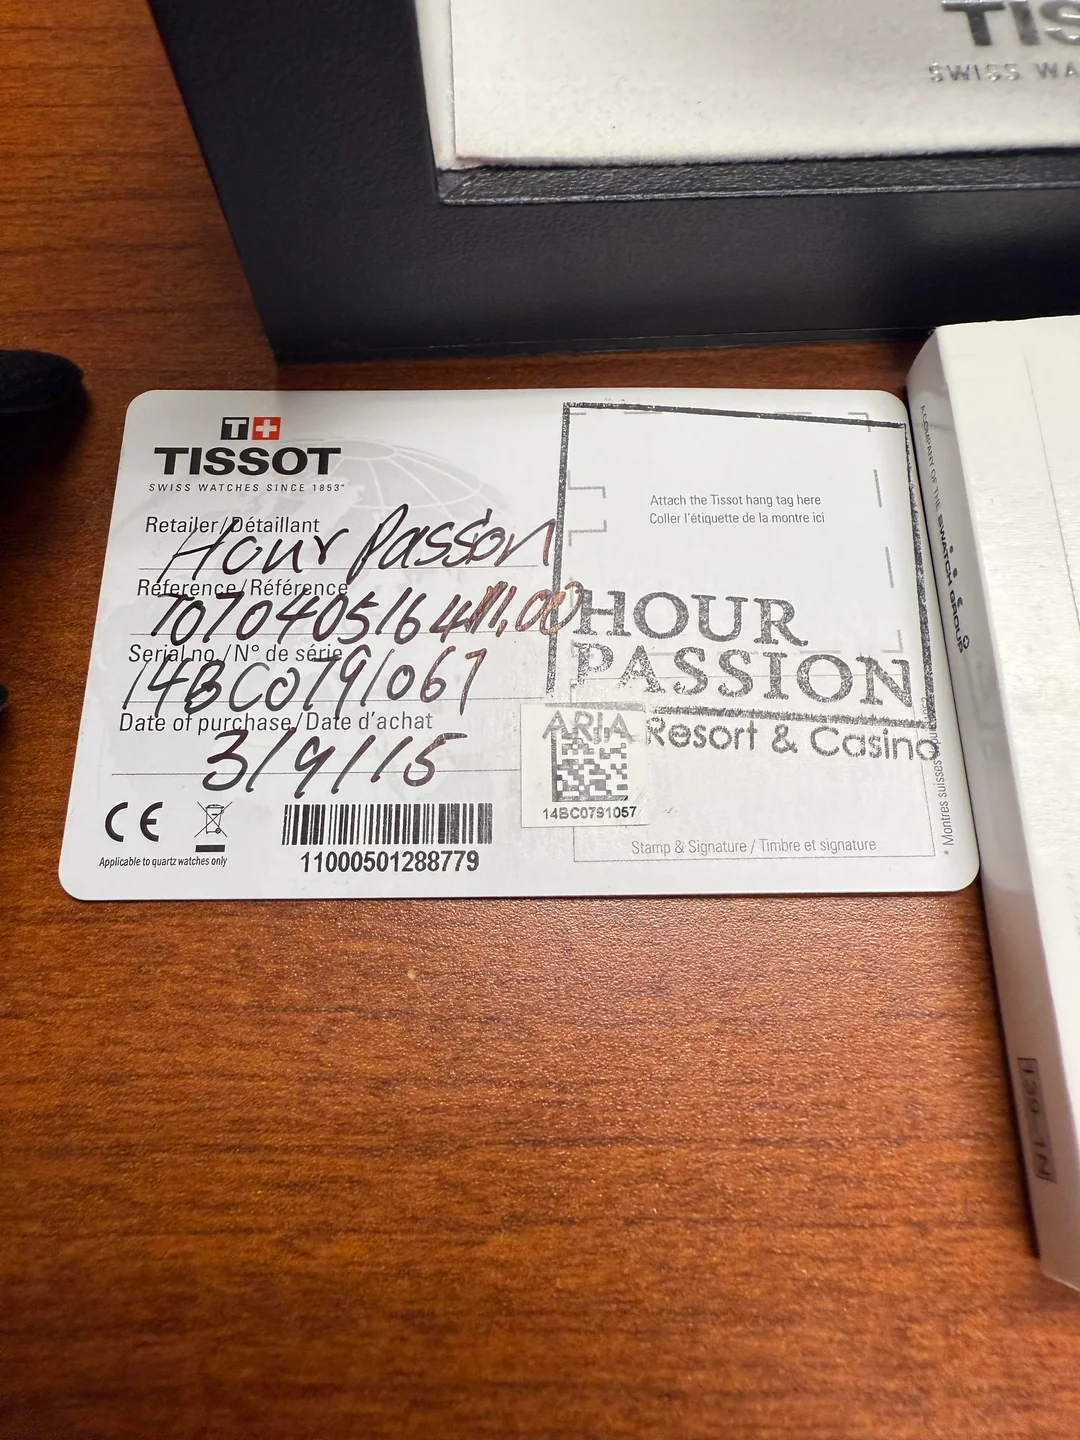 TIS
SWISS WA
T+
TISSOT
SWISS WATCHES SINCE 1853*
Retailer/Détaillant
Hour Passion
Reference/Référence
Serial no./N° de série
14BC0791067
Date of purchase/Date d'achat
3/9/15
CE
Applicable to quartz watches only
11000501288779
Attach the Tissot hang tag here
Coller l'étiquette de la montre ici
HOUR
PASSION
ARIA Resort & Casino
14BC0791057
Stamp & Signature / Timbre et signature
* Montres suisses
A COMPANY OF THE SWATCH GROUP
130_1N